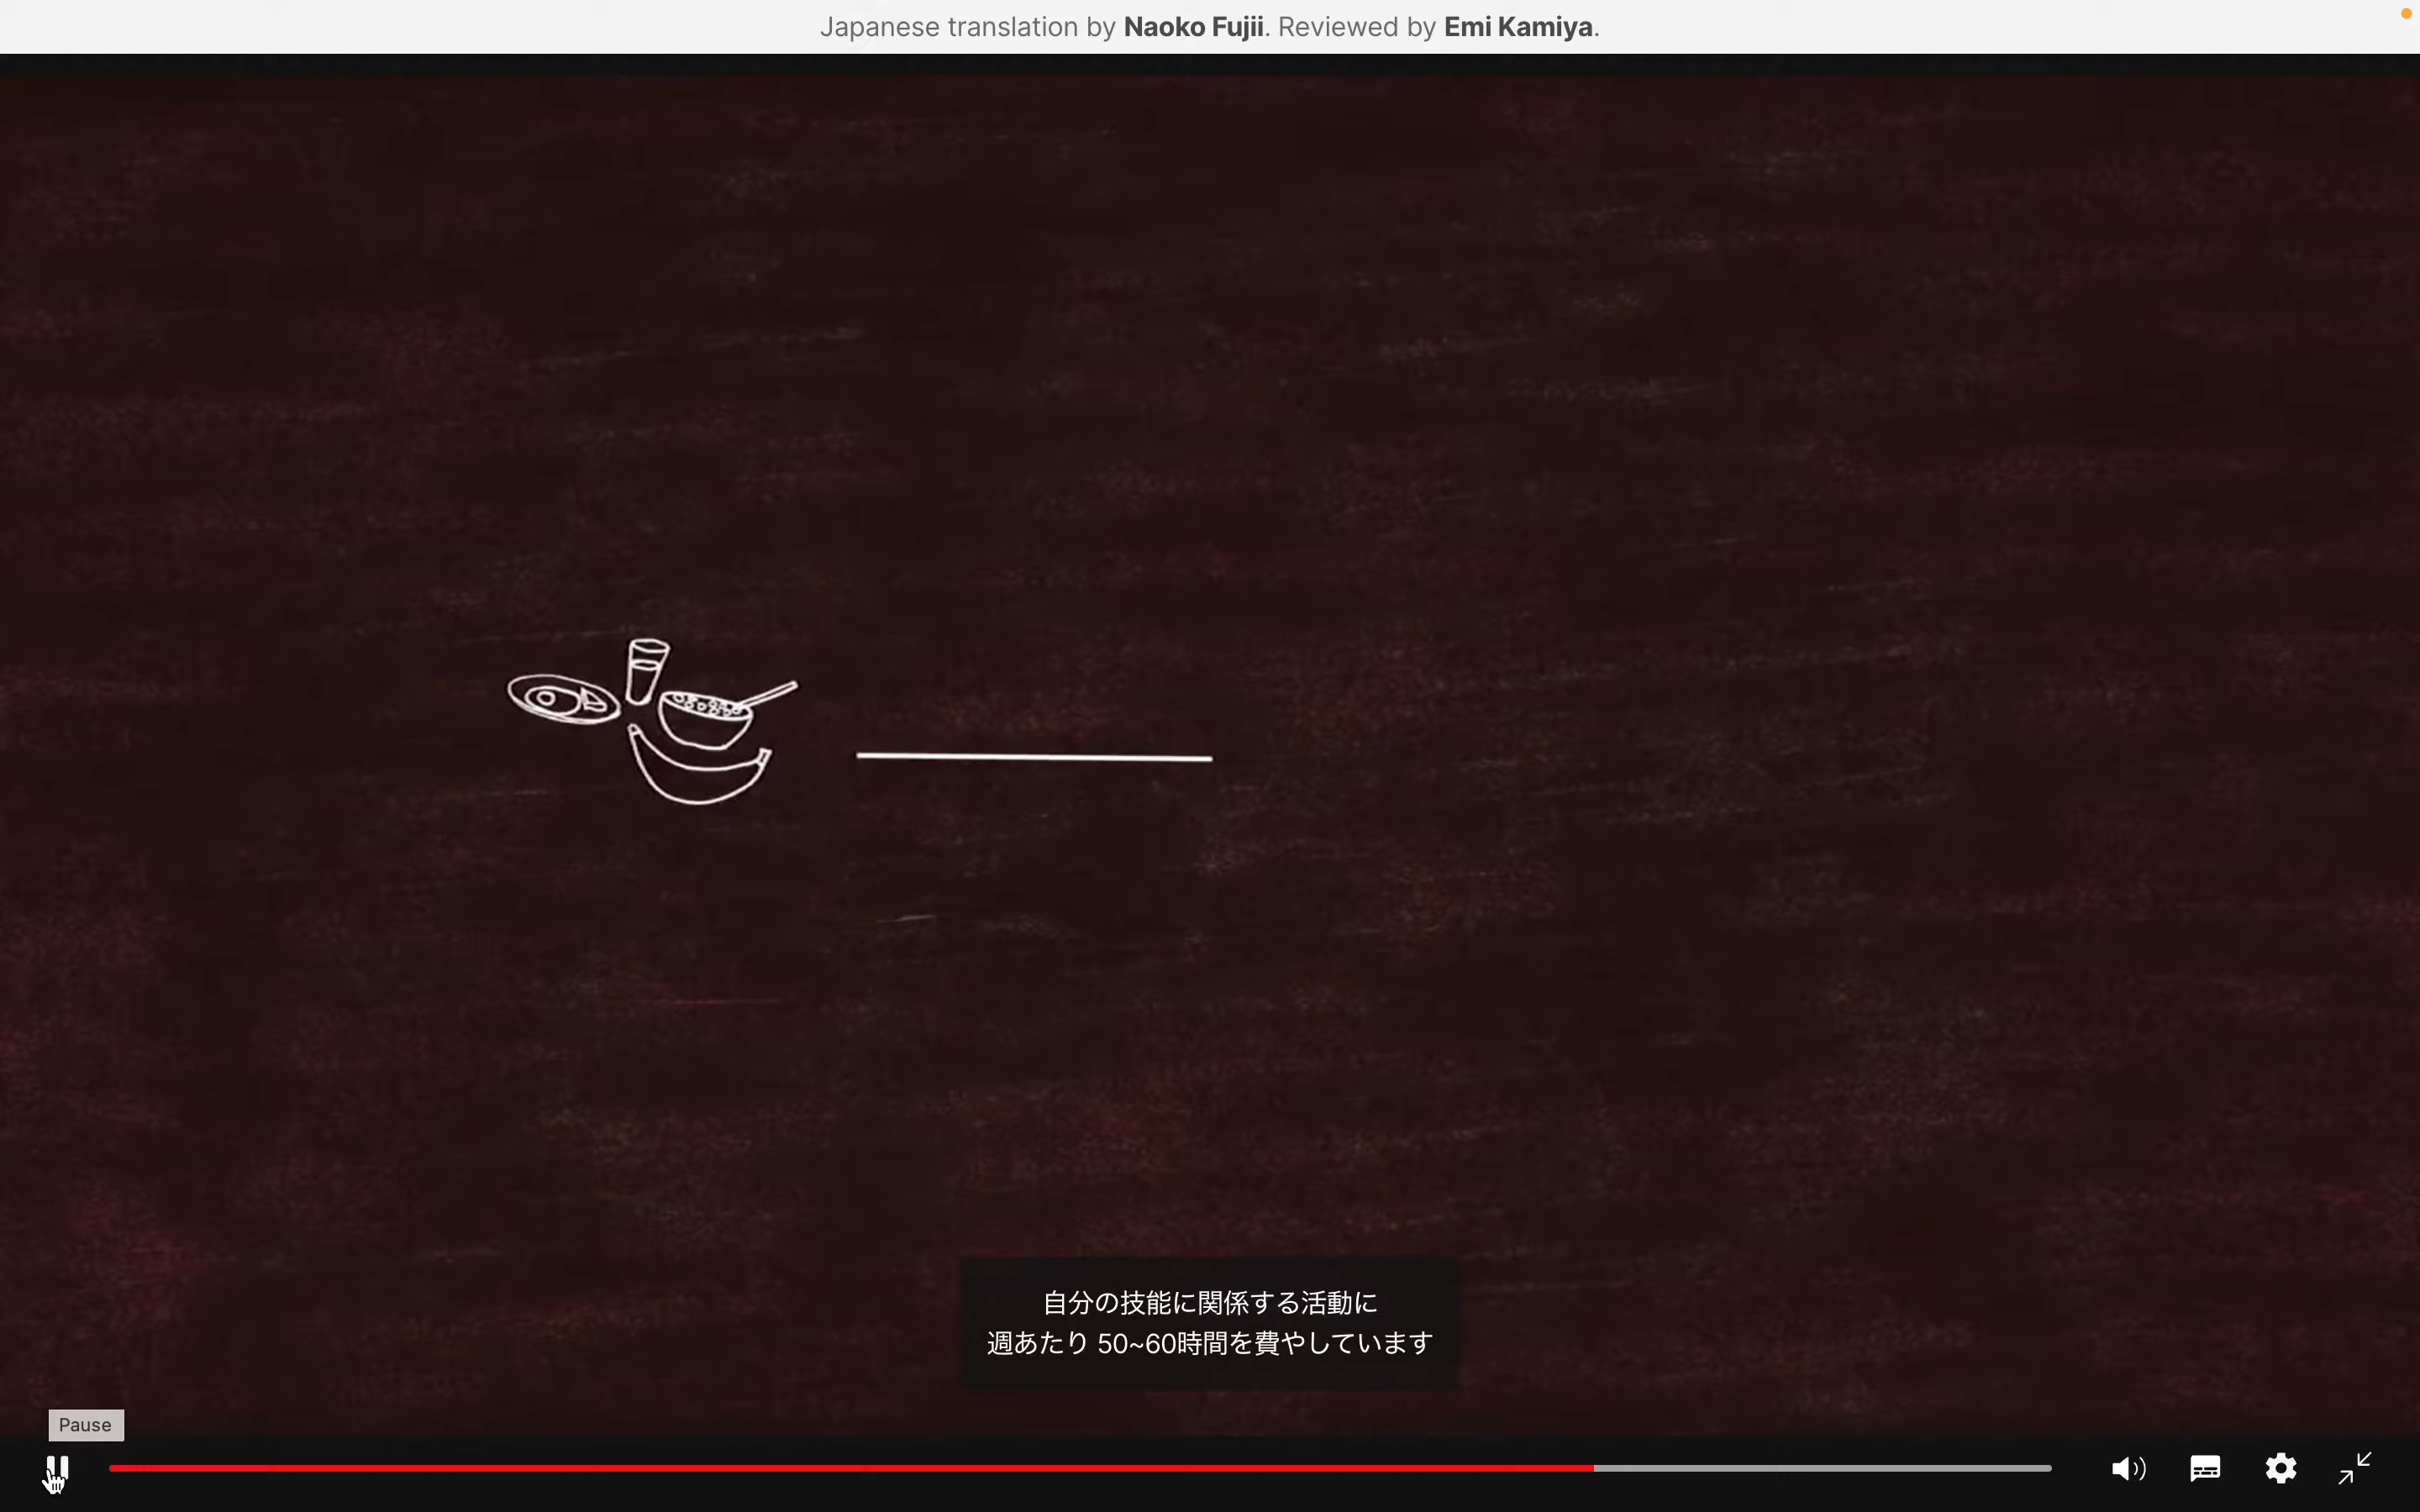 Japanese translation by Naoko Fujii. Reviewed by Emi Kamiya.
自分の技能に関係する活動に
週あたり 50~60時間を費やしています
Pause